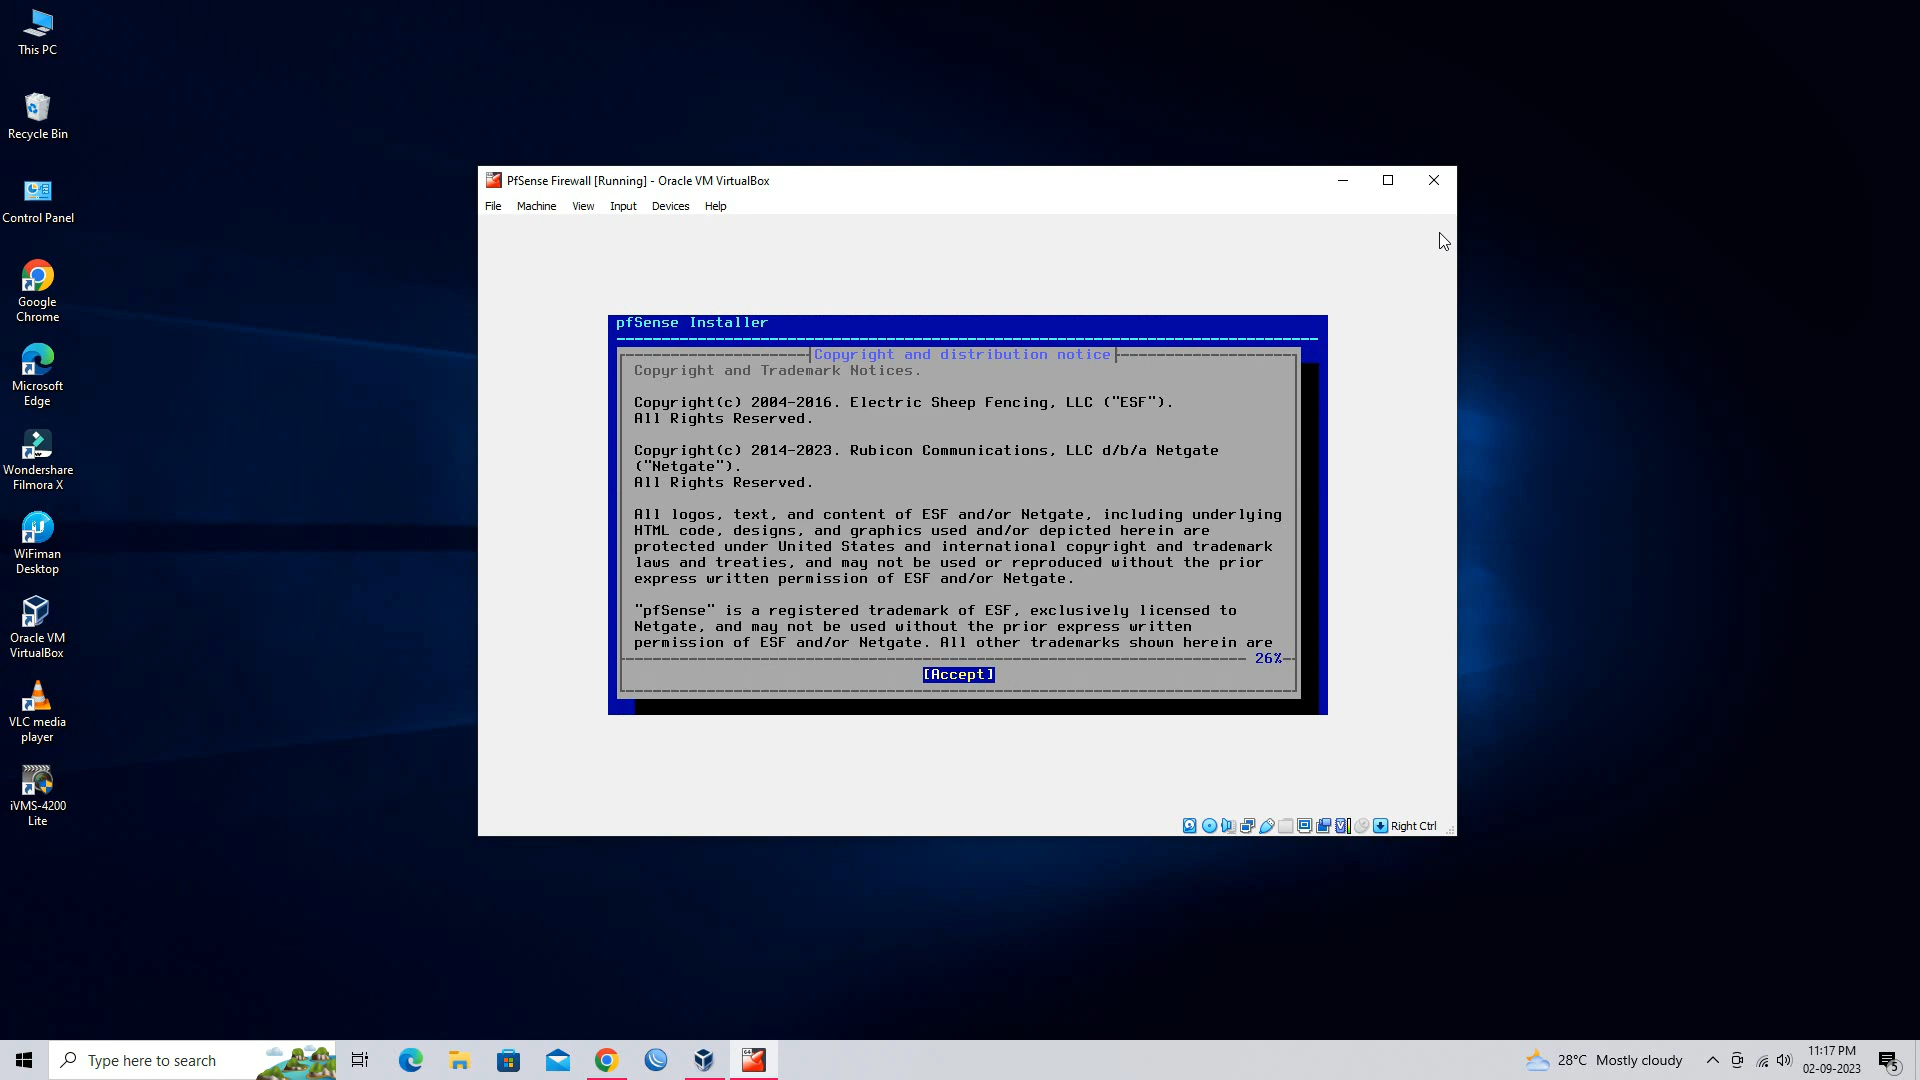 This PC
Recycle Bin
Control Panel
Google
Chrome
Microsoft
Edge
Wondershare
Filmora X
WiFiman
Desktop
Oracle VM
VirtualBox
VLC media
player
iVMS-4200
Lite
PfSense Firewall [Running] - Oracle VM VirtualBox
File Machine View Input Devices Help
pfSense Installer
Copyright and distribution notice
Copyright and Trademark Notices.
Copyright(c) 2004-2016. Electric Sheep Fencing, LLC ("ESF").
All Rights Reserved.
Copyright(c) 2014-2023. Rubicon Communications, LLC d/b/a Netgate
("Netgate").
All Rights Reserved.
All logos, text, and content of ESF and/or Netgate, including underlying
HTML code, designs, and graphics used and/or depicted herein are
protected under United States and international copyright and trademark
laws and treaties, and may not be used or reproduced without the prior
express written permission of ESF and/or Netgate.
"pfSense" is a registered trademark of ESF, exclusively licensed to
Netgate, and may not be used without the prior express written
permission of ESF and/or Netgate. All other trademarks shown herein are
26%
[Accept]
Right Ctrl
Type here to search
28°C Mostly cloudy
11:17 PM
02-09-2023
5